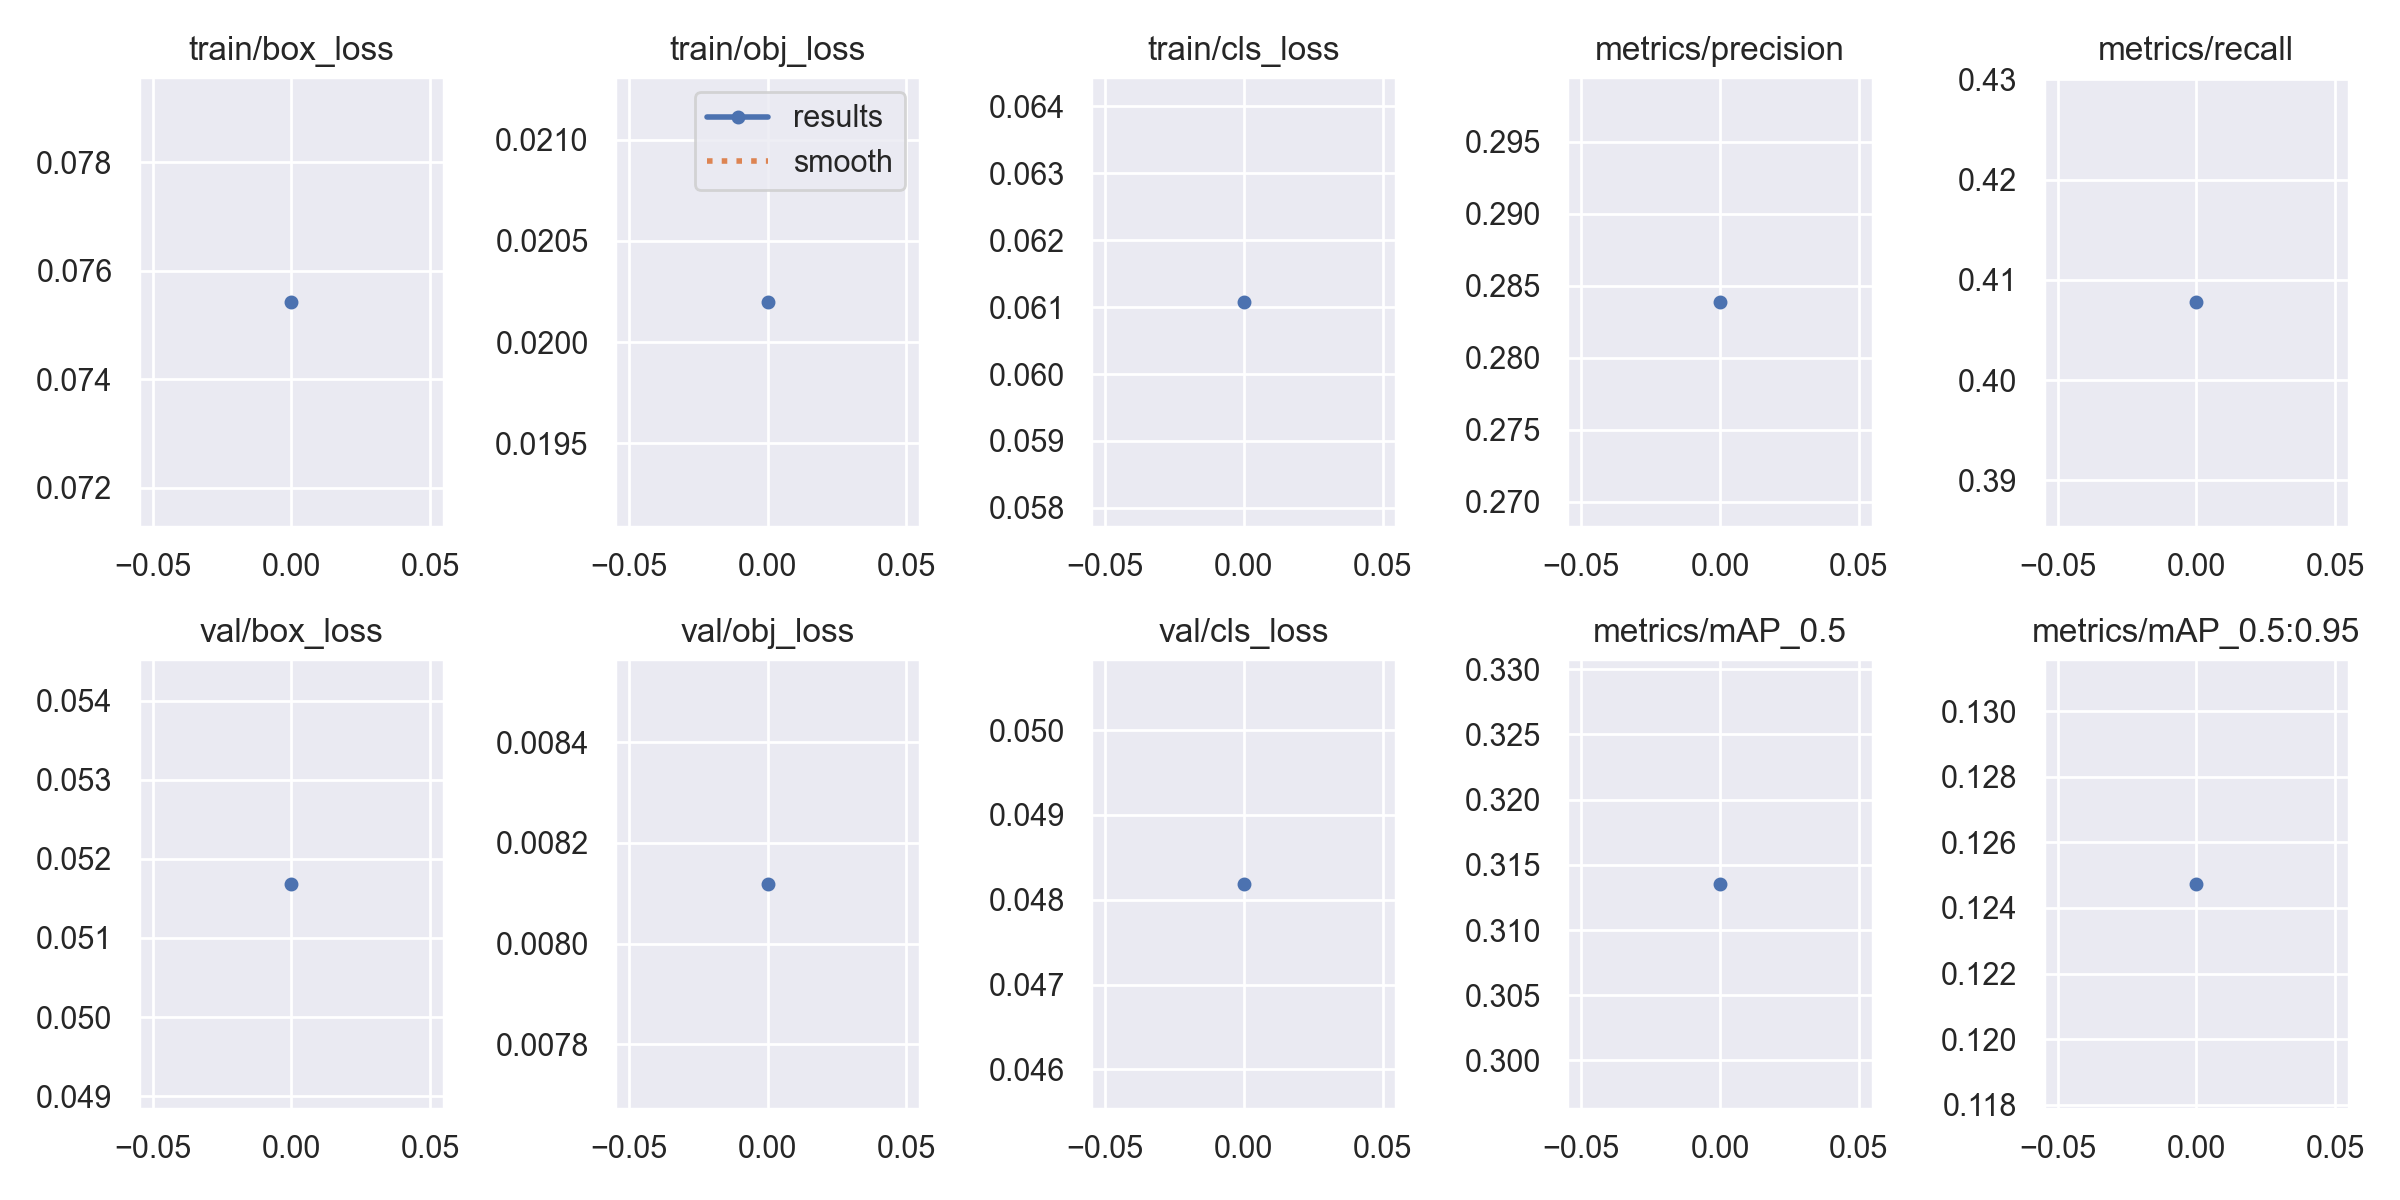 train/box_loss
0.078
0.076
0.074
0.072
−0.05 0.00 0.05
train/obj_loss
results
smooth
0.0210
0.0205
0.0200
0.0195
−0.05 0.00 0.05
train/cls_loss
0.064
0.063
0.062
0.061
0.060
0.059
0.058
−0.05 0.00 0.05
metrics/precision
0.295
0.290
0.285
0.280
0.275
0.270
−0.05 0.00 0.05
metrics/recall
0.43
0.42
0.41
0.40
0.39
−0.05 0.00 0.05
val/box_loss
0.054
0.053
0.052
0.051
0.050
0.049
−0.05 0.00 0.05
val/obj_loss
0.0084
0.0082
0.0080
0.0078
−0.05 0.00 0.05
val/cls_loss
0.050
0.049
0.048
0.047
0.046
−0.05 0.00 0.05
metrics/mAP_0.5
0.330
0.325
0.320
0.315
0.310
0.305
0.300
−0.05 0.00 0.05
metrics/mAP_0.5:0.95
0.130
0.128
0.126
0.124
0.122
0.120
0.118
−0.05 0.00 0.05